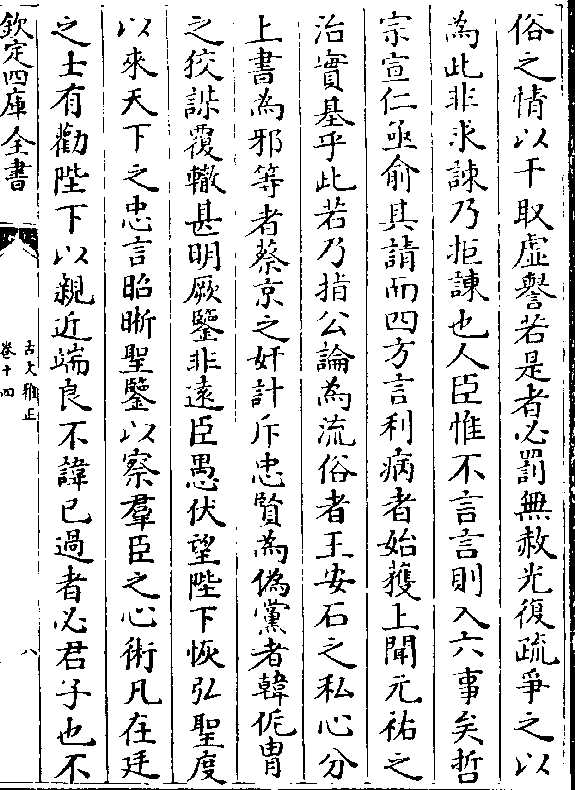 俗之情以干取虛譽若是者必罰無赦光復疏爭之以
為此非求諫乃拒諫也人臣惟不言言則入六事矣哲
宗宣仁亟俞其請而四方言利病者始獲上聞元祐之
治實基乎此若乃指公論為流俗者王安石之私心分
上書為邪等者蔡京之奸計斥忠賢為偽黨者韓侂胄
之狡謀覆轍甚明厥鑒非遠臣愚伏望陛下恢弘聖度
以來天下之忠言昭晣聖鑒以察羣臣之心術凡在廷
之士有勸陛下以親近端良不諱已過者必君子也不
欽定四庫全書
古文雅正
卷十四
八